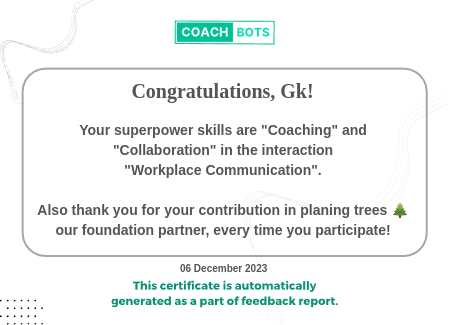 COACH BOTS
Congratulations, Gk!
Your superpower skills are "Coaching" and
"Collaboration" in the interaction
"Workplace Communication".
Also thank you for your contribution in planing trees 🌲
our foundation partner, every time you participate!
06 December 2023
This certificate is automatically
generated as a part of feedback report.